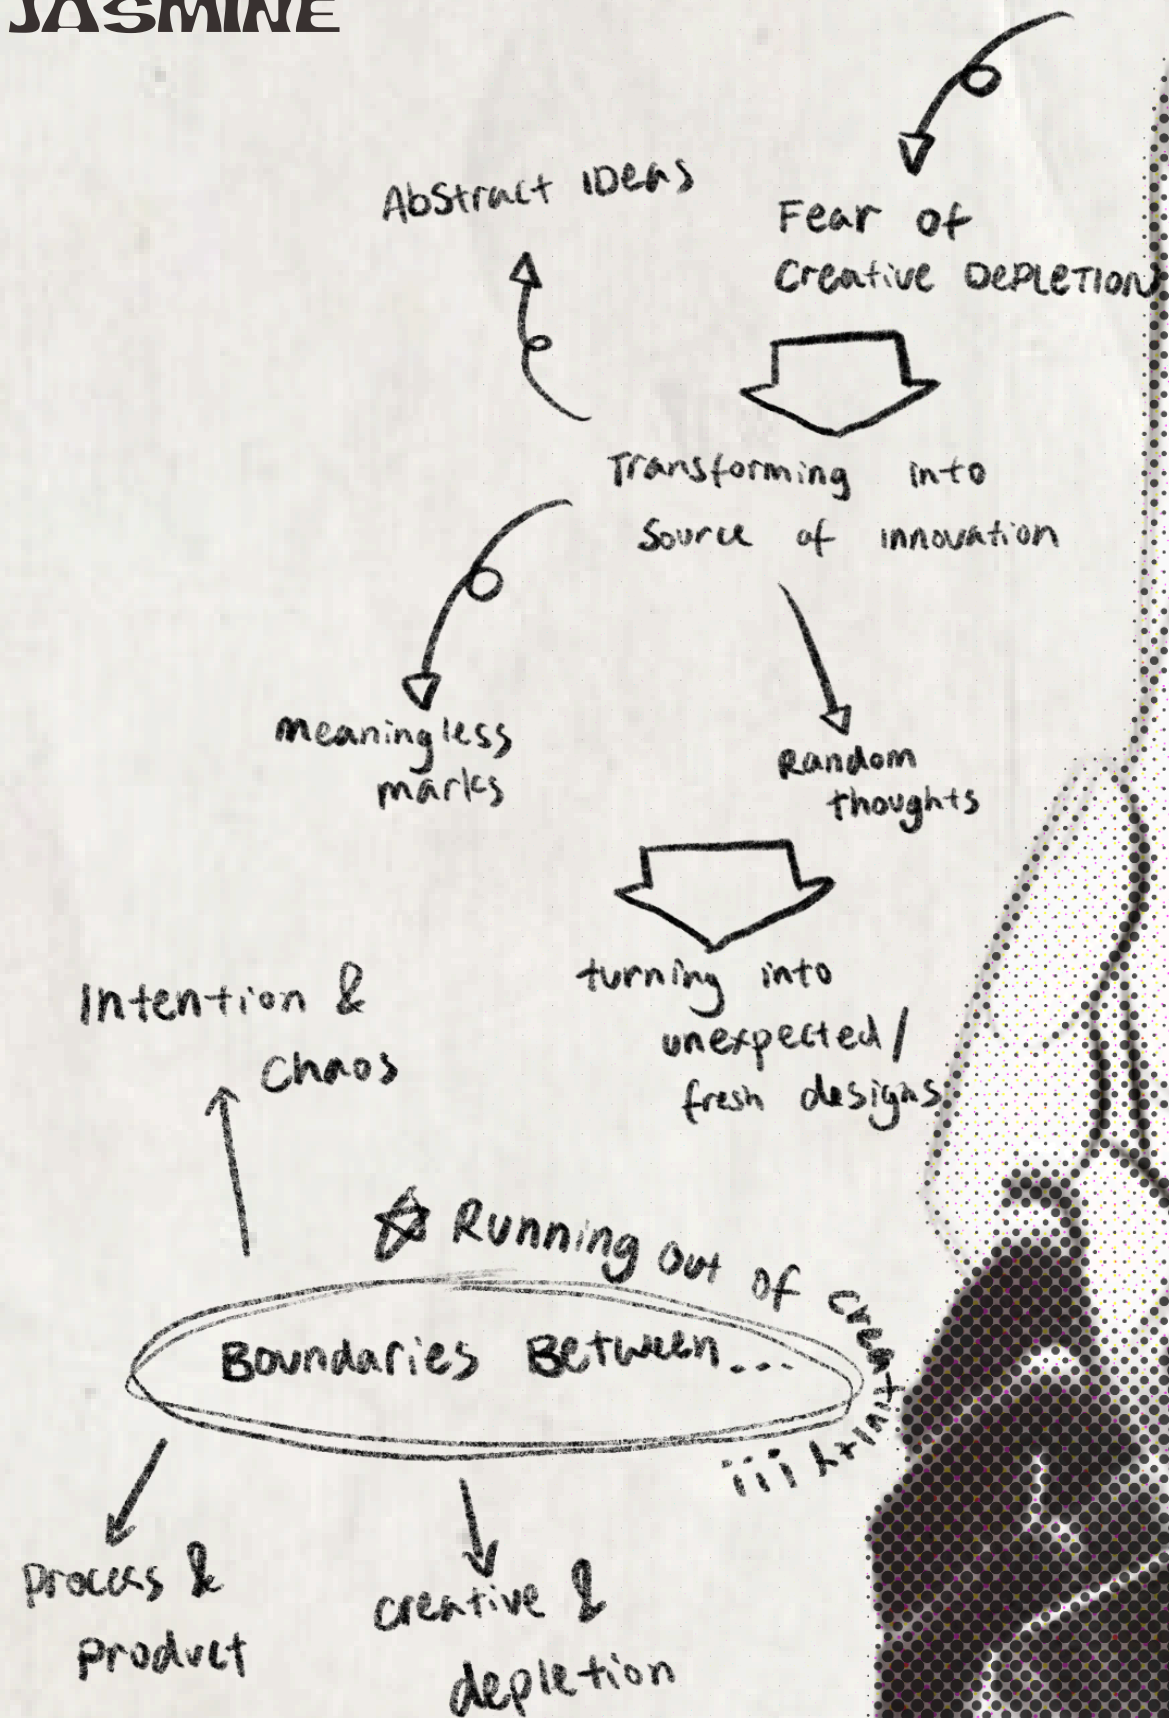 JASMINE
Abstract IDeas
Fear of
Creative DePLETION
Transforming into
Source of innovation
meaningless
marks
Random
thoughts
turning into
unexpected/
fresh designs
Intention &
Chaos
Running out of creativity!!!
Boundaries Between...
Process &
product
creative &
depletion